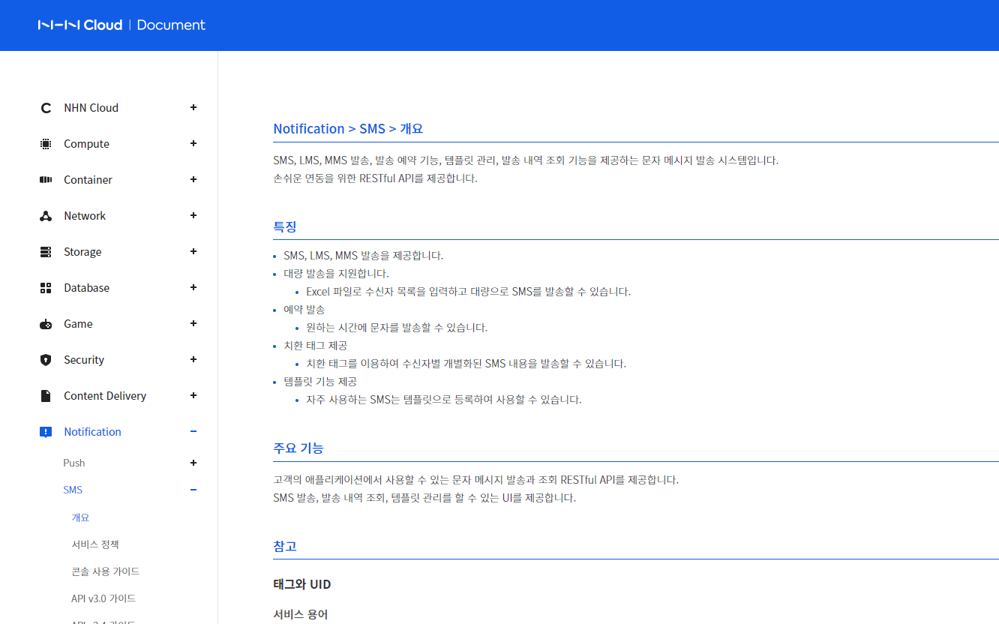 NHN Cloud | Document
NHN Cloud
Compute
Container
Network
Storage
Database
Game
Security
Content Delivery
Notification
Push
SMS
개요
서비스 정책
콘솔 사용 가이드
API v3.0 가이드
Notification > SMS > 개요
SMS, LMS, MMS 발송, 발송 예약 기능, 템플릿 관리, 발송 내역 조회 기능을 제공하는 문자 메시지 발송 시스템입니다.
손쉬운 연동을 위한 RESTful API를 제공합니다.
특징
SMS, LMS, MMS 발송을 제공합니다.
대량 발송을 지원합니다.
Excel 파일로 수신자 목록을 입력하고 대량으로 SMS를 발송할 수 있습니다.
예약 발송
원하는 시간에 문자를 발송할 수 있습니다.
치환 태그 제공
치환 태그를 이용하여 수신자별 개별화된 SMS 내용을 발송할 수 있습니다.
템플릿 기능 제공
자주 사용하는 SMS는 템플릿으로 등록하여 사용할 수 있습니다.
주요 기능
고객의 애플리케이션에서 사용할 수 있는 문자 메시지 발송과 조회 RESTful API를 제공합니다.
SMS 발송, 발송 내역 조회, 템플릿 관리를 할 수 있는 UI를 제공합니다.
참고
태그와 UID
서비스 용어